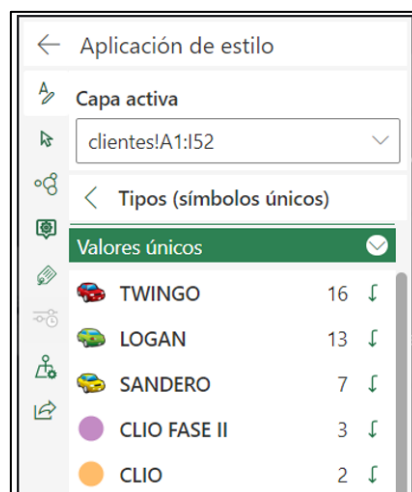 Aplicación de estilo
Capa activa
clientes!A1:I52
Tipos (símbolos únicos)
Valores únicos
TWINGO 16
LOGAN 13
SANDERO 7
CLIO FASE II 3
CLIO 2